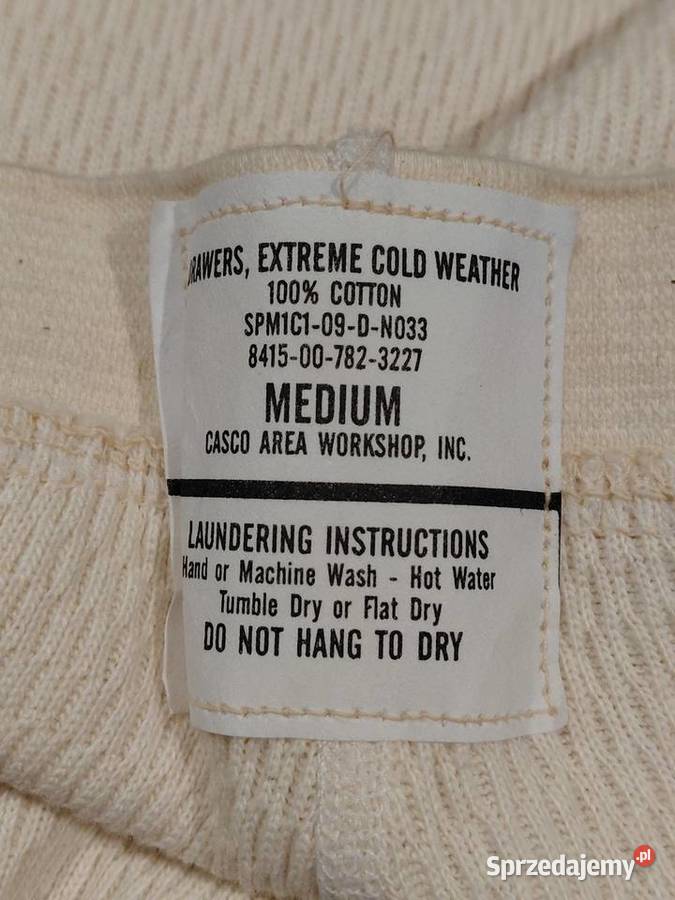 DRAWERS, EXTREME COLD WEATHER
100% COTTON
SPM1C1-09-D-N033
8415-00-782-3227
MEDIUM
CASCO AREA WORKSHOP, INC.
LAUNDERING INSTRUCTIONS
Hand or Machine Wash - Hot Water
Tumble Dry or Flat Dry
DO NOT HANG TO DRY
Sprzedajemy.pl